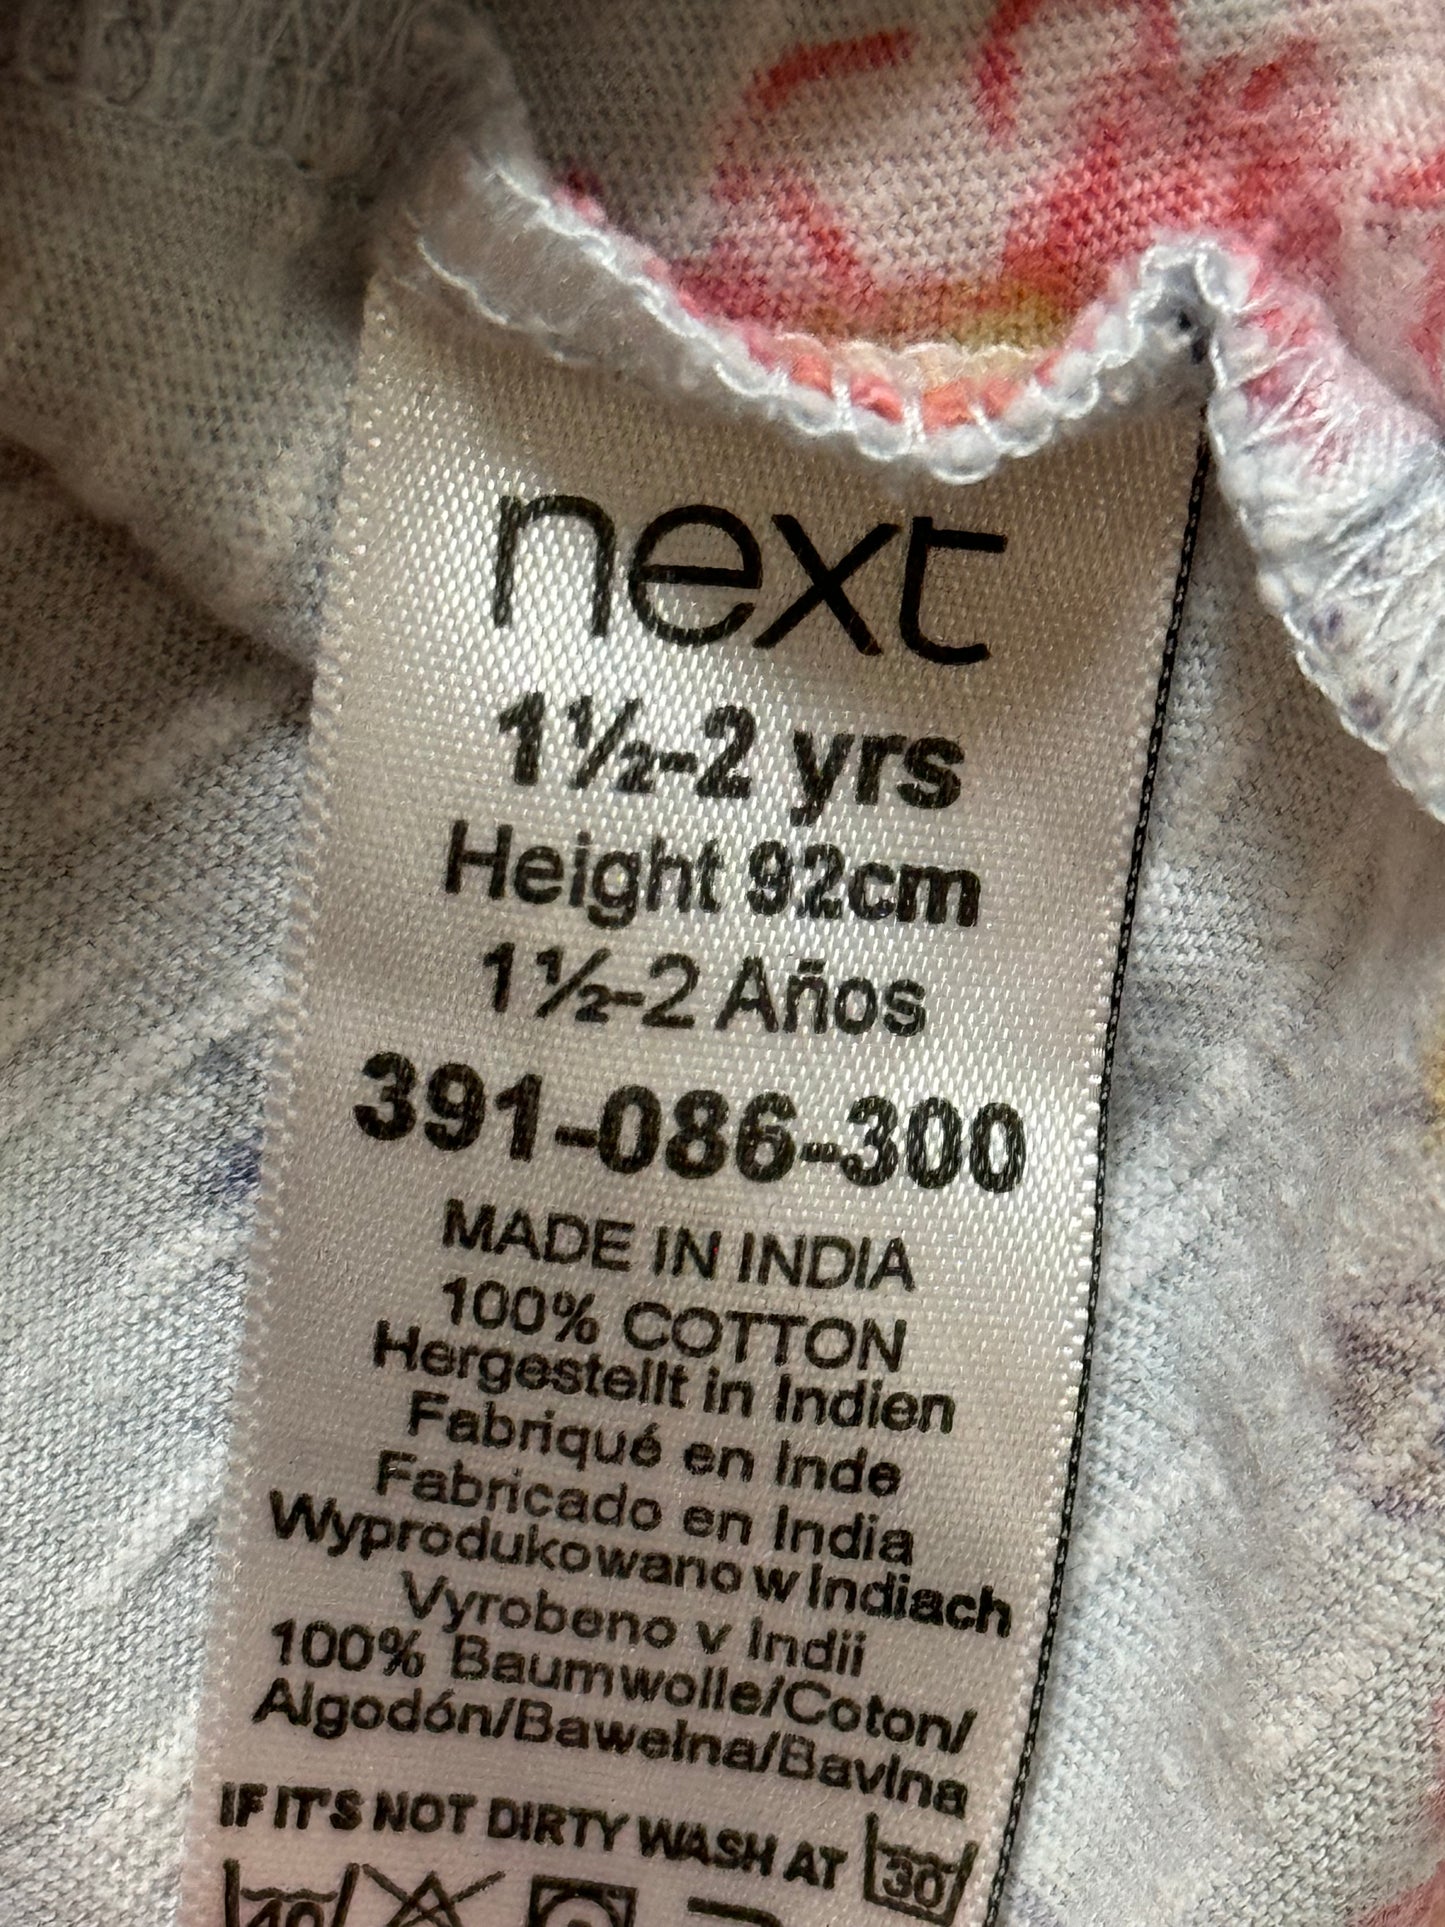 next
1½-2 yrs
Height 92cm
1½-2 Años
391-086-300
MADE IN INDIA
100% COTTON
Hergestellt in Indien
Fabriqué en Inde
Fabricado en India
Wyprodukowano w Indiach
Vyrobeno v Indii
100% Baumwolle/Coton/
Algodón/Bawełna/Bavlna
IF IT'S NOT DIRTY WASH AT 30
40